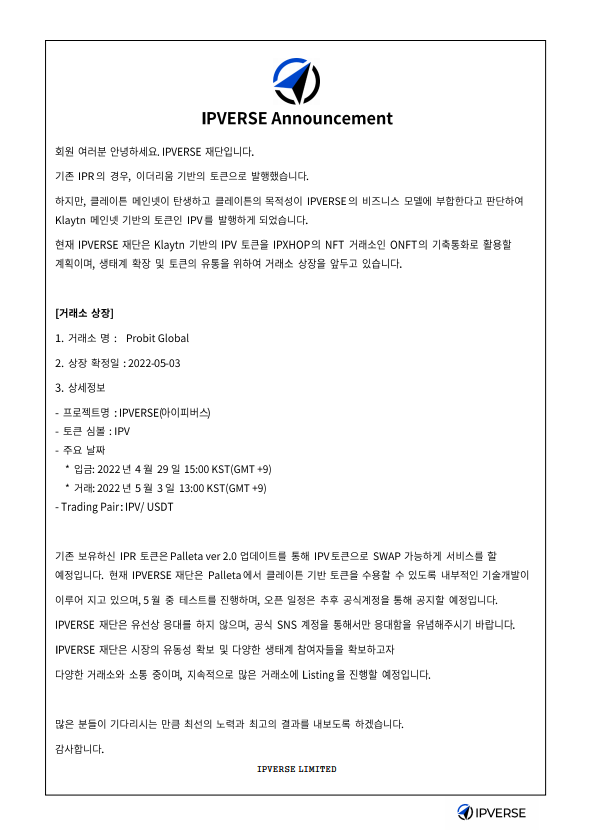 IPVERSE Announcement
회원 여러분 안녕하세요. IPVERSE 재단입니다.
기존 IPR의 경우, 이더리움 기반의 토큰으로 발행했습니다.
하지만, 클레이튼 메인넷이 탄생하고 클레이튼의 목적성이 IPVERSE의 비즈니스 모델에 부합한다고 판단하여
Klaytn 메인넷 기반의 토큰인 IPV를 발행하게 되었습니다.
현재 IPVERSE 재단은 Klaytn 기반의 IPV 토큰을 IPXHOP의 NFT 거래소인 ONFT의 기축통화로 활용할
계획이며, 생태계 확장 및 토큰의 유통을 위하여 거래소 상장을 앞두고 있습니다.
[거래소 상장]
1. 거래소 명 : Probit Global
2. 상장 확정일 : 2022-05-03
3. 상세정보
- 프로젝트명 : IPVERSE(아이피버스)
- 토큰 심볼 : IPV
- 주요 날짜
* 입금: 2022년 4월 29일 15:00 KST(GMT +9)
* 거래: 2022년 5월 3일 13:00 KST(GMT +9)
- Trading Pair : IPV/ USDT
기존 보유하신 IPR 토큰은 Palleta ver 2.0 업데이트를 통해 IPV토큰으로 SWAP 가능하게 서비스를 할
예정입니다. 현재 IPVERSE 재단은 Palleta에서 클레이튼 기반 토큰을 수용할 수 있도록 내부적인 기술개발이
이루어 지고 있으며, 5월 중 테스트를 진행하며, 오픈 일정은 추후 공식계정을 통해 공지할 예정입니다.
IPVERSE 재단은 유선상 응대를 하지 않으며, 공식 SNS 계정을 통해서만 응대함을 유념해주시기 바랍니다.
IPVERSE 재단은 시장의 유동성 확보 및 다양한 생태계 참여자들을 확보하고자
다양한 거래소와 소통 중이며, 지속적으로 많은 거래소에 Listing을 진행할 예정입니다.
많은 분들이 기다리시는 만큼 최선의 노력과 최고의 결과를 내보도록 하겠습니다.
감사합니다.
IPVERSE LIMITED
IPVERSE